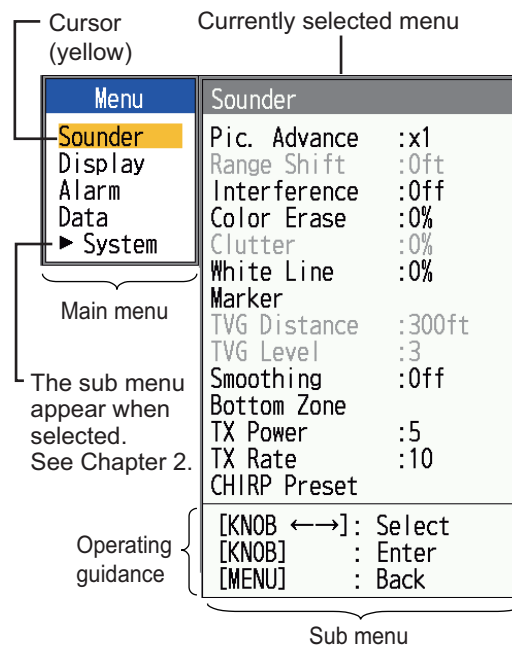 Cursor
(yellow)
Currently selected menu
Menu
Sounder
Display
Alarm
Data
▶ System
Main menu
The sub menu
appear when
selected.
See Chapter 2.
Sounder
Pic. Advance :x1
Range Shift :0ft
Interference :Off
Color Erase :0%
Clutter :0%
White Line :0%
Marker
TVG Distance :300ft
TVG Level :3
Smoothing :Off
Bottom Zone
TX Power :5
TX Rate :10
CHIRP Preset
Operating
guidance
[KNOB ←→]: Select
[KNOB] : Enter
[MENU] : Back
Sub menu